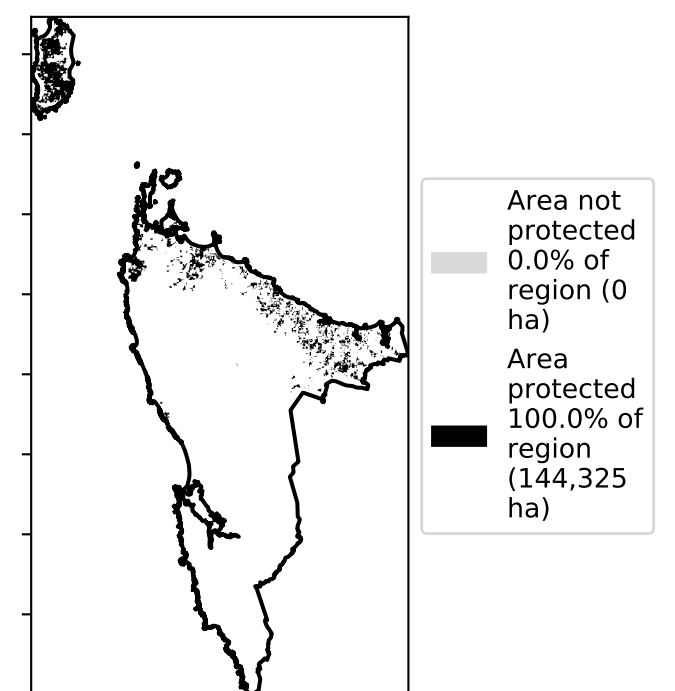 Area not
protected
0.0% of
region (0
ha)
Area
protected
100.0% of
region
(144,325
ha)